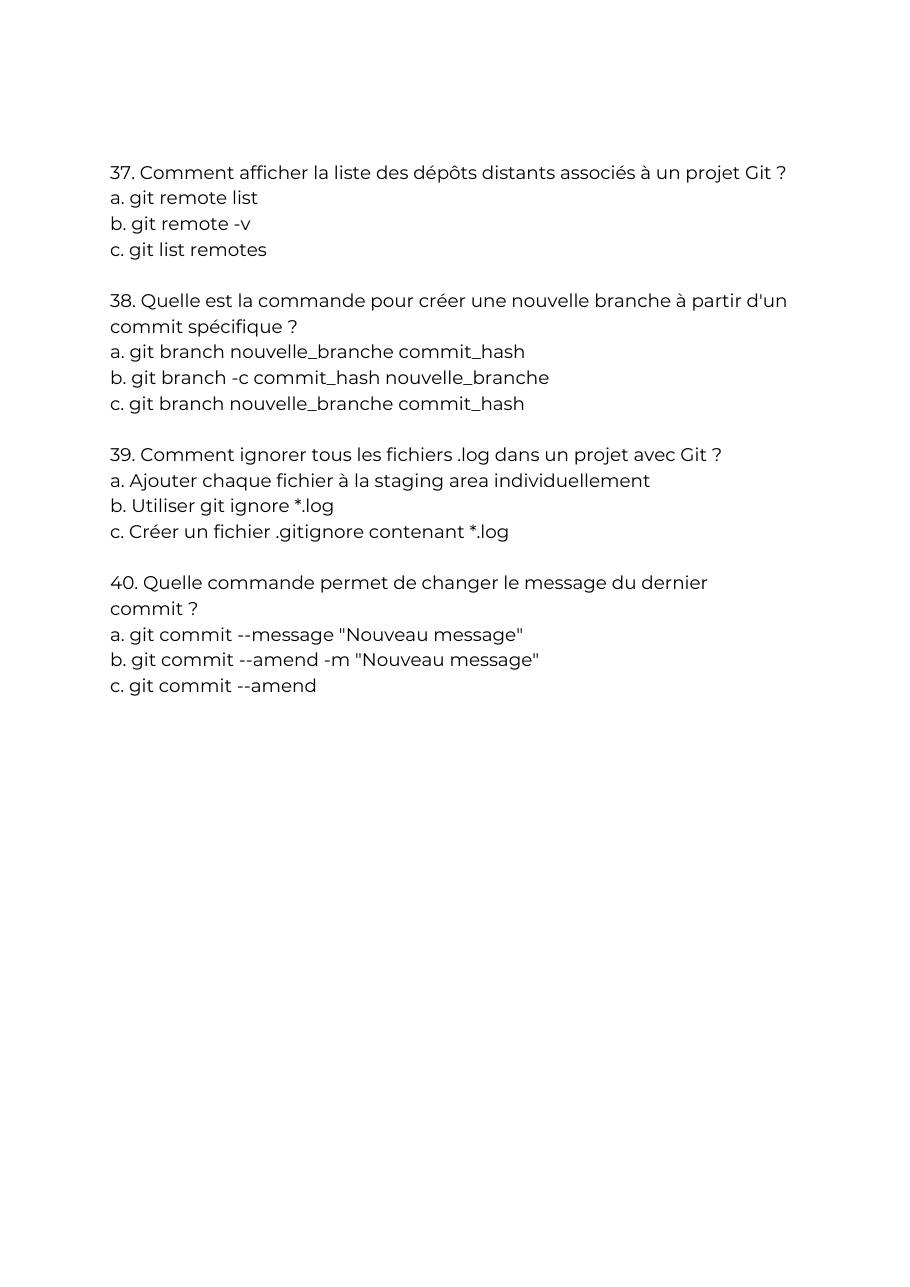 37. Comment afficher la liste des dépôts distants associés à un projet Git ?
a. git remote list
b. git remote -v
c. git list remotes
38. Quelle est la commande pour créer une nouvelle branche à partir d'un
commit spécifique ?
a. git branch nouvelle_branche commit_hash
b. git branch -c commit_hash nouvelle_branche
c. git branch nouvelle_branche commit_hash
39. Comment ignorer tous les fichiers .log dans un projet avec Git ?
a. Ajouter chaque fichier à la staging area individuellement
b. Utiliser git ignore *.log
c. Créer un fichier .gitignore contenant *.log
40. Quelle commande permet de changer le message du dernier
commit ?
a. git commit --message "Nouveau message"
b. git commit --amend -m "Nouveau message"
c. git commit --amend